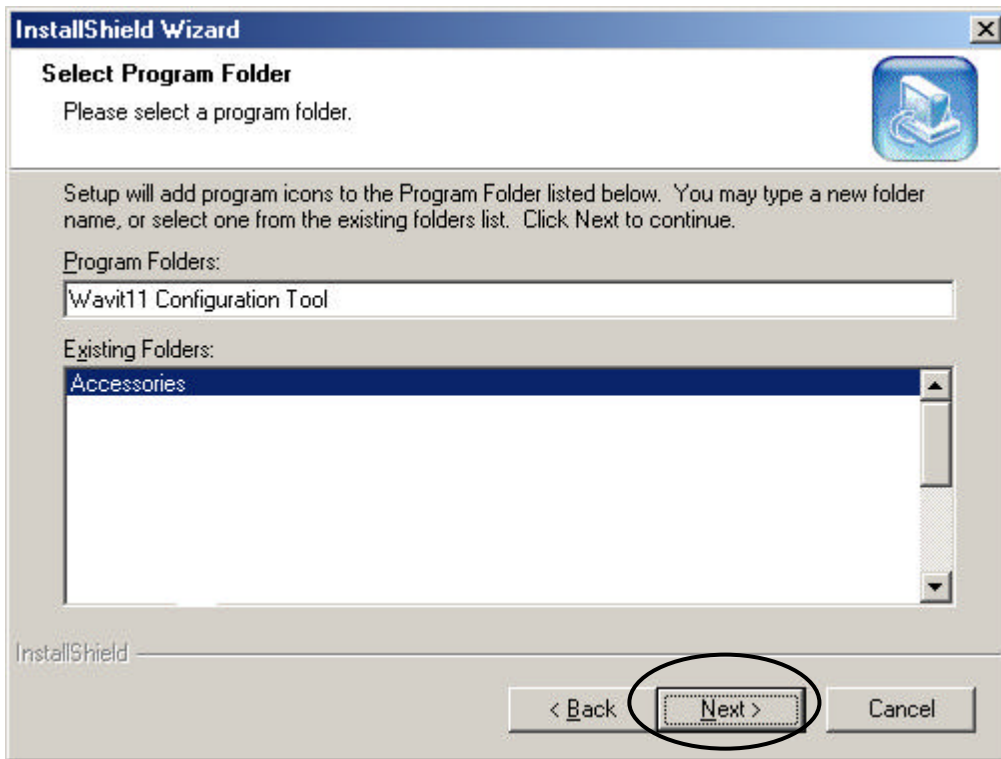 InstallShield Wizard
Select Program Folder
Please select a program folder.
Setup will add program icons to the Program Folder listed below.  You may type a new folder
name, or select one from the existing folders list.  Click Next to continue.
Program Folders:
Wavit11 Configuration Tool
Existing Folders:
Accessories
InstallShield
< Back
Next >
Cancel